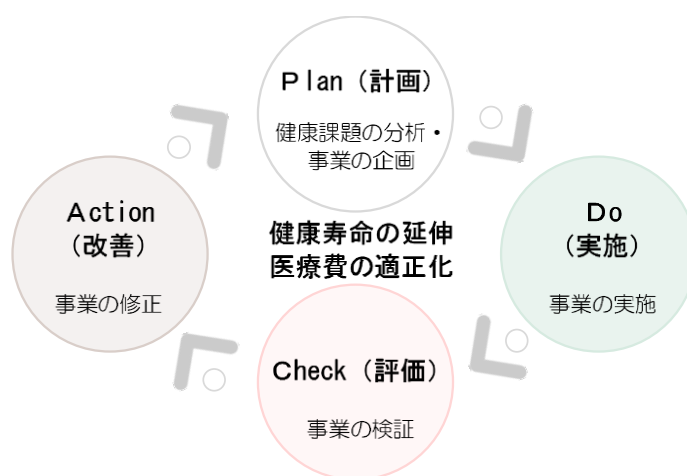 Plan（計画）
健康課題の分析・
事業の企画
Do
（実施）
事業の実施
健康寿命の延伸
医療費の適正化
Check（評価）
事業の検証
Action
（改善）
事業の修正